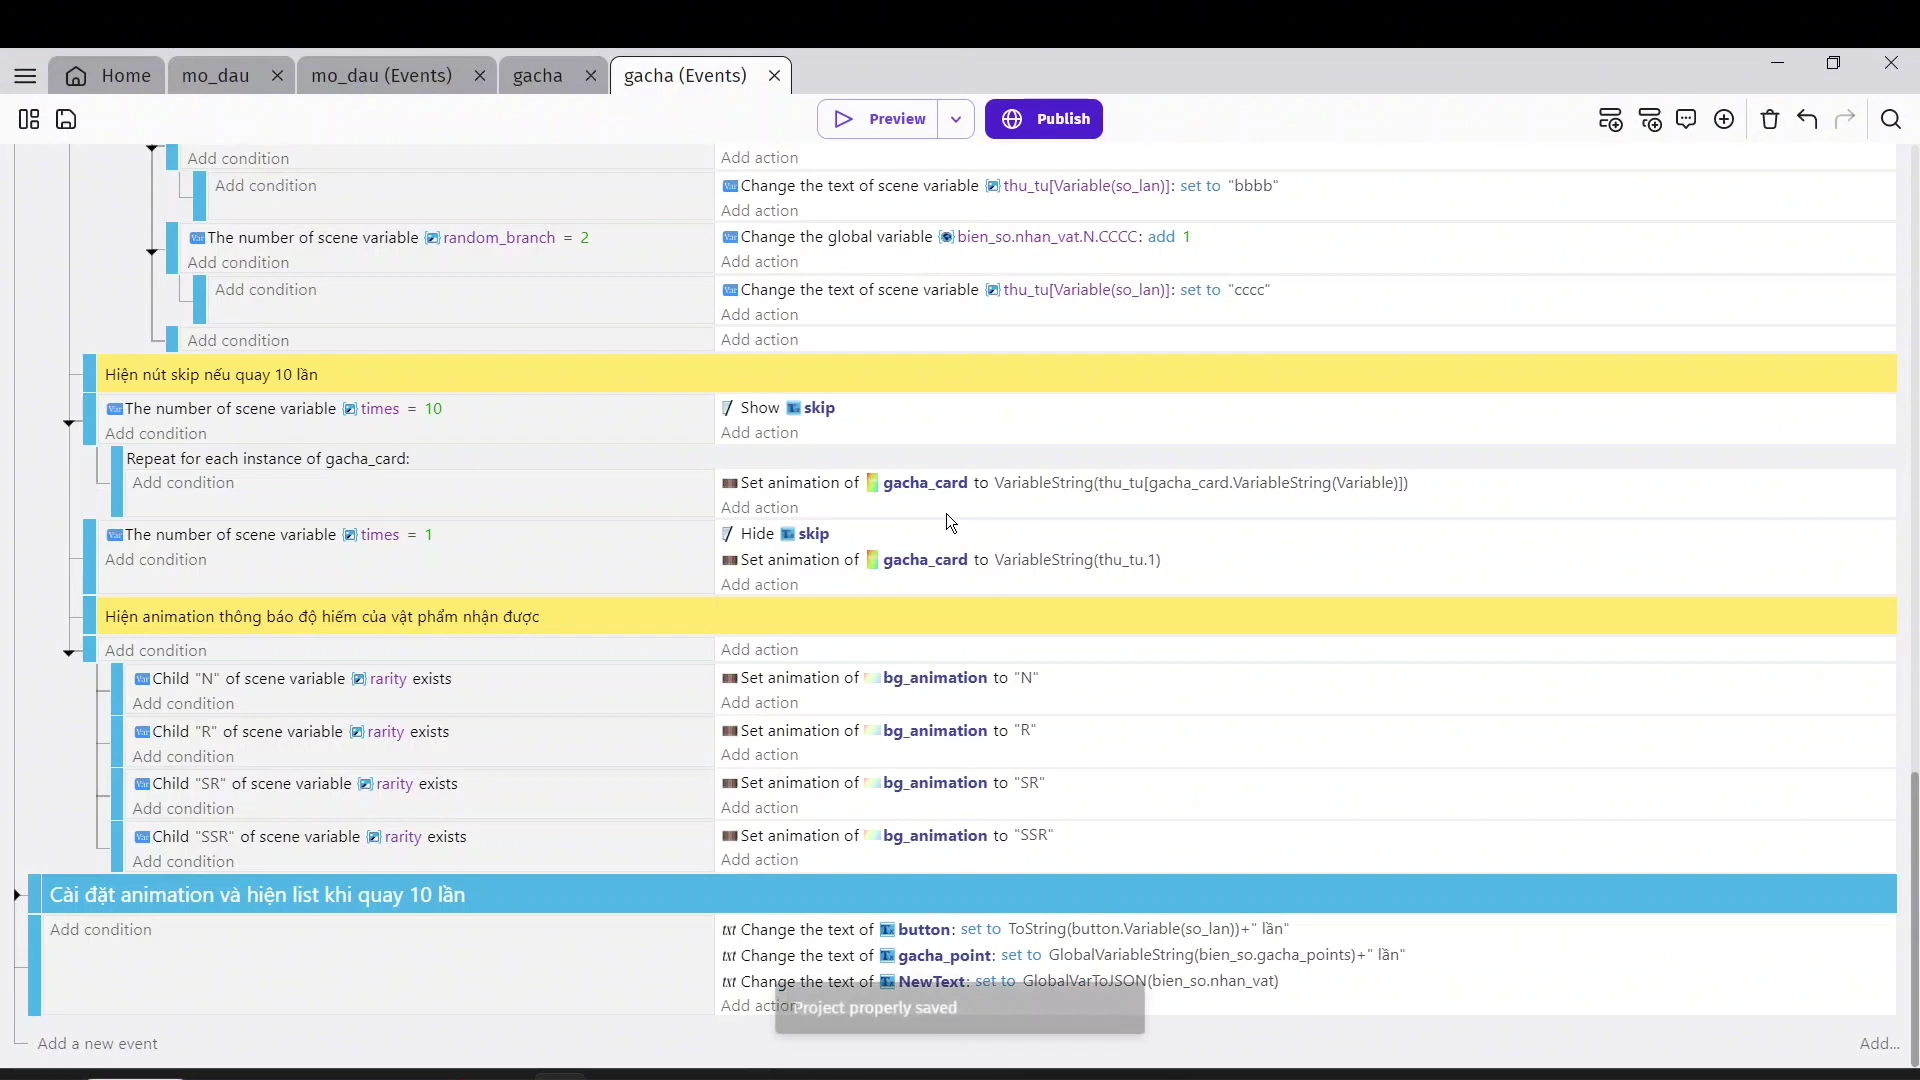 Home
mo_dau
mo_dau (Events)
gacha
gacha (Events)
Preview
Publish
Add condition
Add action
Add condition
Change the text of scene variable thu_tu[Variable(so_lan)]: set to "bbbb"
Add action
The number of scene variable random_branch = 2
Change the global variable bien_so.nhan_vat.N.CCCC: add 1
Add condition
Add action
Add condition
Change the text of scene variable thu_tu[Variable(so_lan)]: set to "cccc"
Add action
Add condition
Add action
Hiện nút skip nếu quay 10 lần
The number of scene variable times = 10
Show skip
Add condition
Add action
Repeat for each instance of gacha_card:
Add condition
Set animation of gacha_card to VariableString(thu_tu[gacha_card.VariableString(Variable)])
Add action
The number of scene variable times = 1
Hide skip
Add condition
Set animation of gacha_card to VariableString(thu_tu.1)
Add action
Hiện animation thông báo độ hiếm của vật phẩm nhận được
Add condition
Add action
Child "N" of scene variable rarity exists
Set animation of bg_animation to "N"
Add condition
Add action
Child "R" of scene variable rarity exists
Set animation of bg_animation to "R"
Add condition
Add action
Child "SR" of scene variable rarity exists
Set animation of bg_animation to "SR"
Add condition
Add action
Child "SSR" of scene variable rarity exists
Set animation of bg_animation to "SSR"
Add condition
Add action
Cài đặt animation và hiện list khi quay 10 lần
Add condition
Change the text of button: set to ToString(button.Variable(so_lan))+" lần"
Change the text of gacha_point: set to GlobalVariableString(bien_so.gacha_points)+" lần"
Change the text of NewText: set to GlobalVarToJSON(bien_so.nhan_vat)
Add action
Project properly saved
Add a new event
Add...